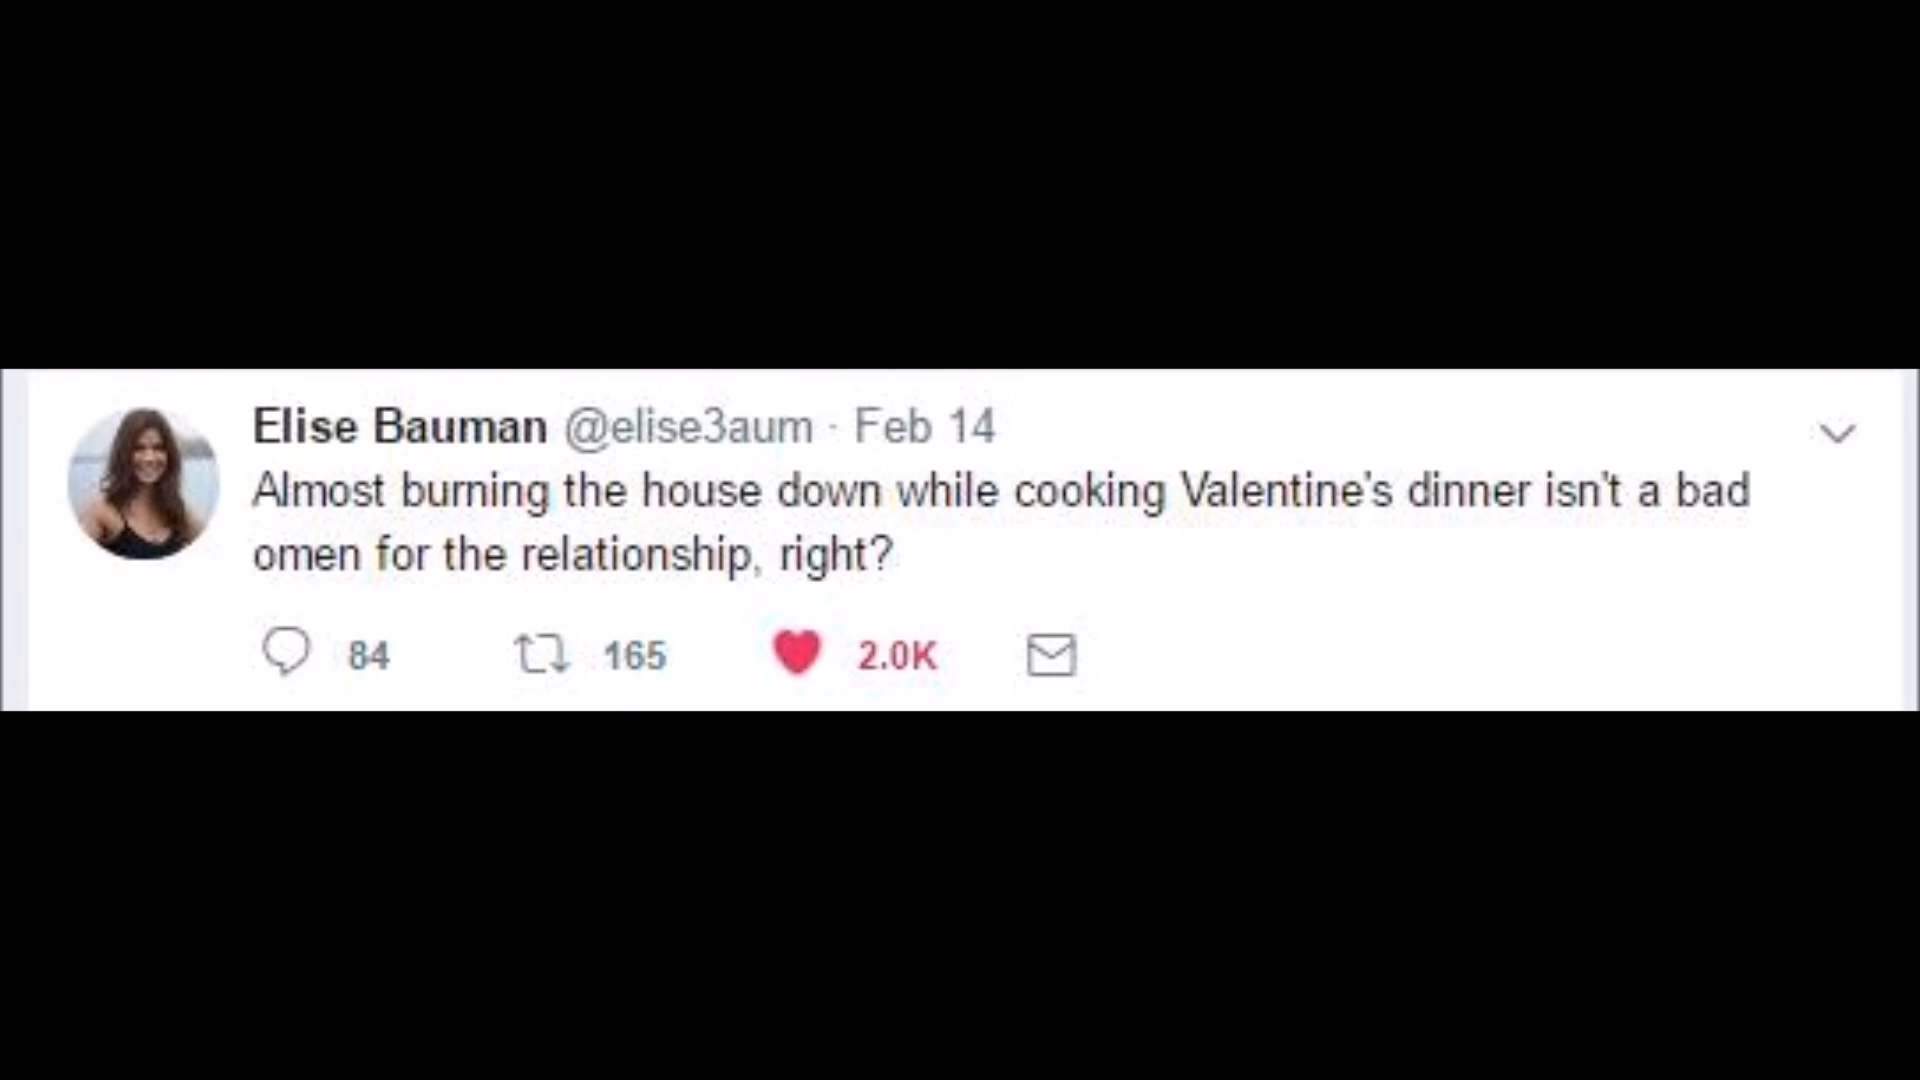 Elise Bauman @elise3aum · Feb 14
Almost burning the house down while cooking Valentine's dinner isn't a bad
omen for the relationship, right?
84 165 2.0K